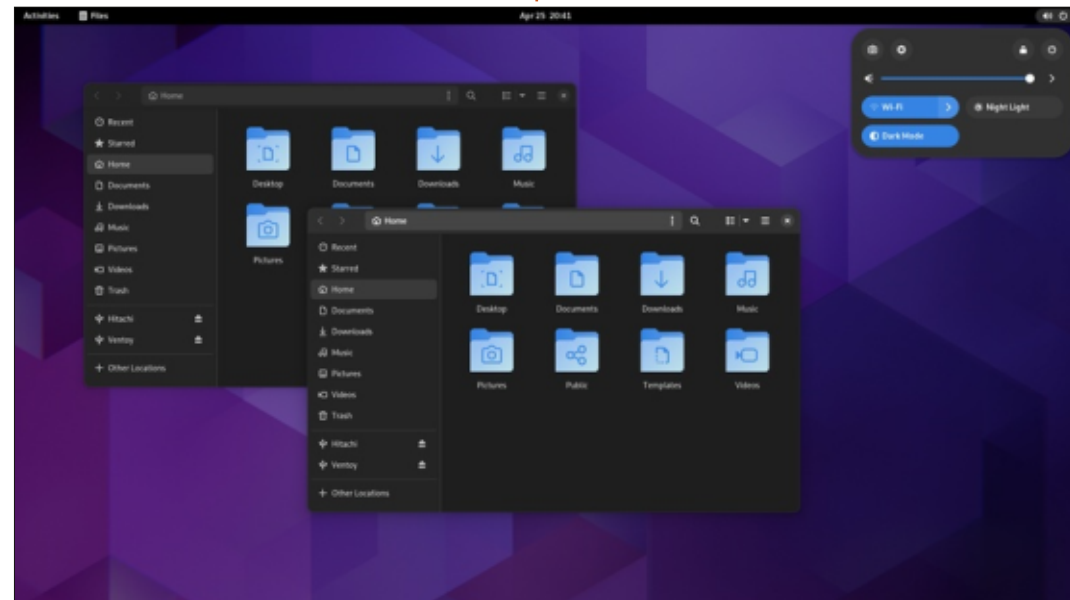 Activities Files Apr 25 20:41
Wi-Fi Night Light
Dark Mode
Home
Recent
Starred
Home
Documents
Downloads
Music
Pictures
Videos
Trash
Hitachi
Ventoy
+ Other Locations
Desktop Documents Downloads Music
Pictures
Home
Recent
Starred
Home
Documents
Downloads
Music
Pictures
Videos
Trash
Hitachi
Ventoy
+ Other Locations
Desktop Documents Downloads Music
Pictures Public Templates Videos